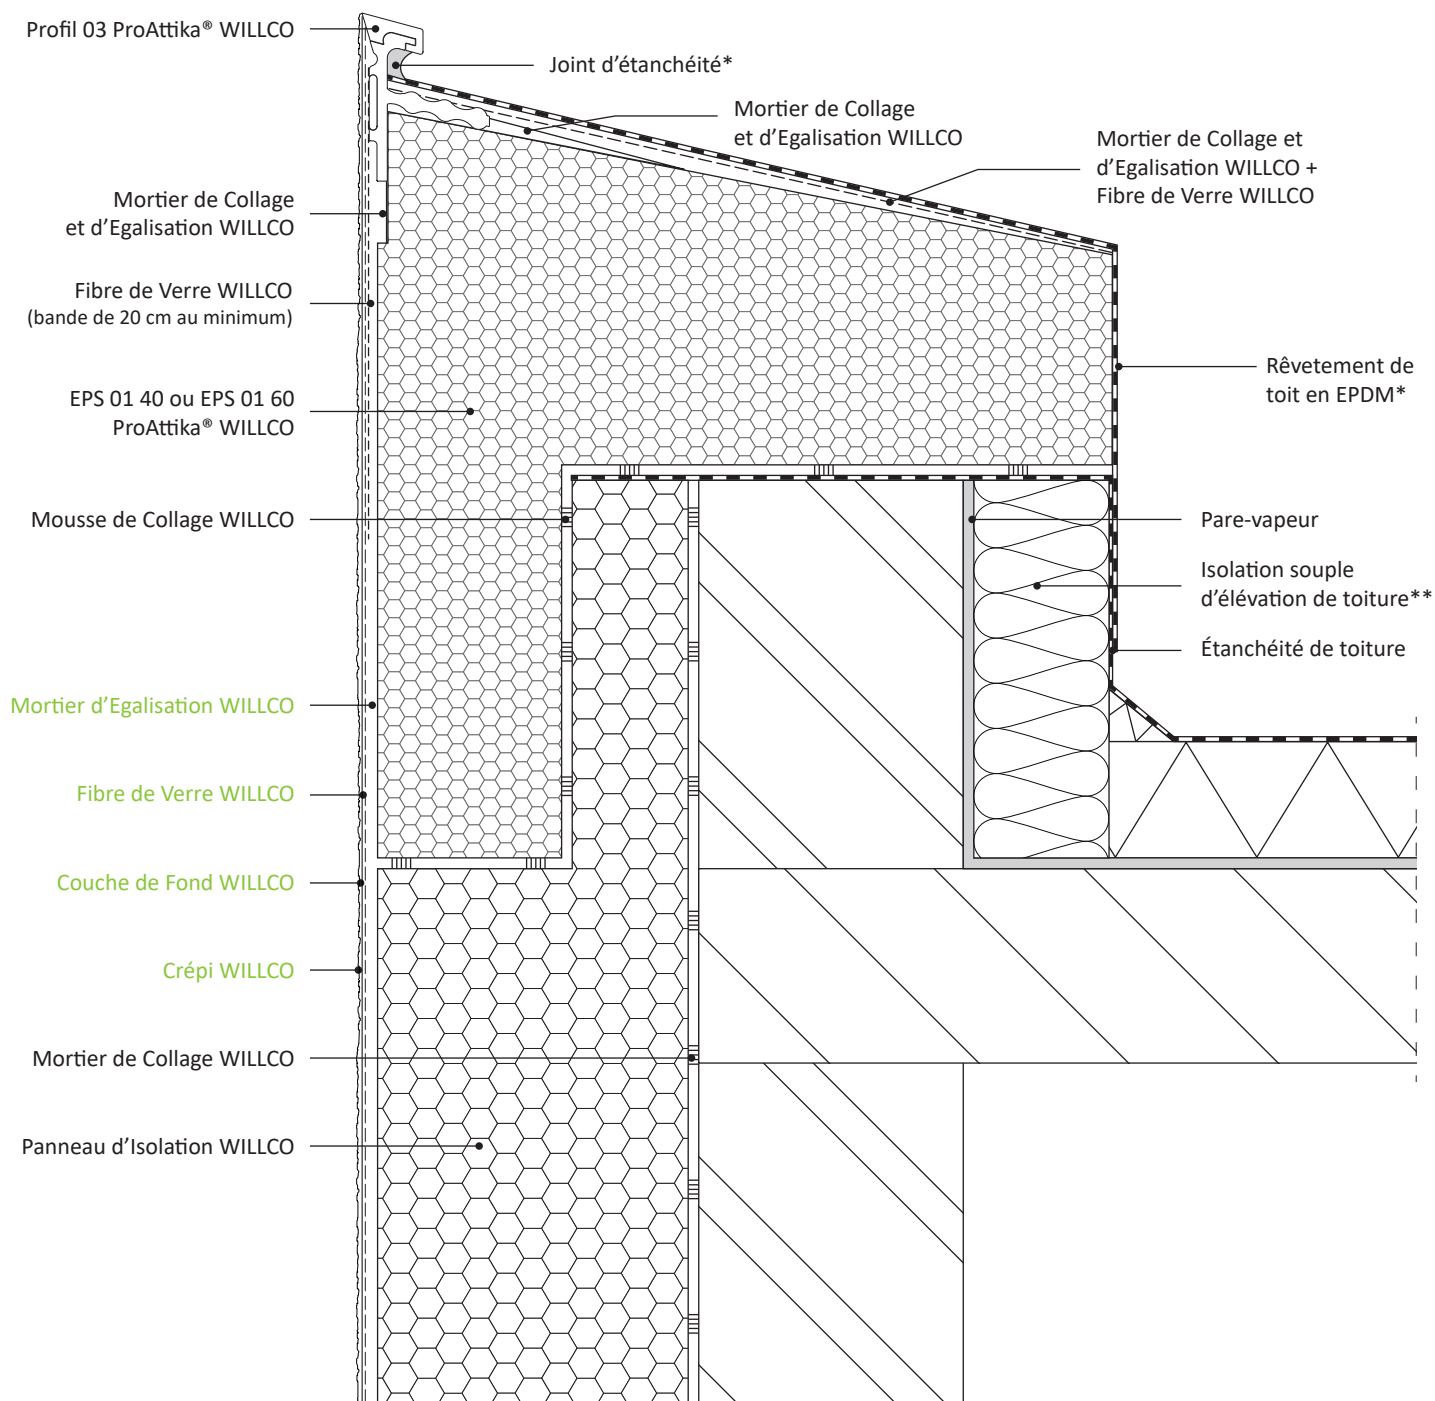 Profil 03 ProAttika® WILLCO
Joint d’étanchéité*
Mortier de Collage
et d’Egalisation WILLCO
Mortier de Collage et
d’Egalisation WILLCO +
Fibre de Verre WILLCO
Mortier de Collage
et d’Egalisation WILLCO
Fibre de Verre WILLCO
(bande de 20 cm au minimum)
Rêvetement de
toit en EPDM*
EPS 01 40 ou EPS 01 60
ProAttika® WILLCO
Mousse de Collage WILLCO
Pare-vapeur
Isolation souple
d’élévation de toiture**
Étanchéité de toiture
Mortier d’Egalisation WILLCO
Fibre de Verre WILLCO
Couche de Fond WILLCO
Crépi WILLCO
Mortier de Collage WILLCO
Panneau d’Isolation WILLCO